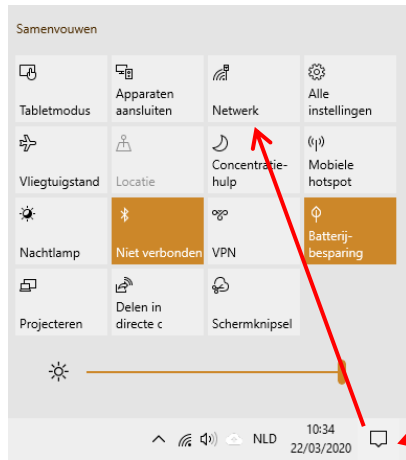 Samenvouwen
Tabletmodus
Apparaten
aansluiten
Netwerk
Alle
instellingen
Vliegtuigstand
Locatie
Concentratie-
hulp
Mobiele
hotspot
Nachtlamp
Niet verbonden
VPN
Batterij-
besparing
Projecteren
Delen in
directe c
Schermknipsel
NLD
10:34
22/03/2020